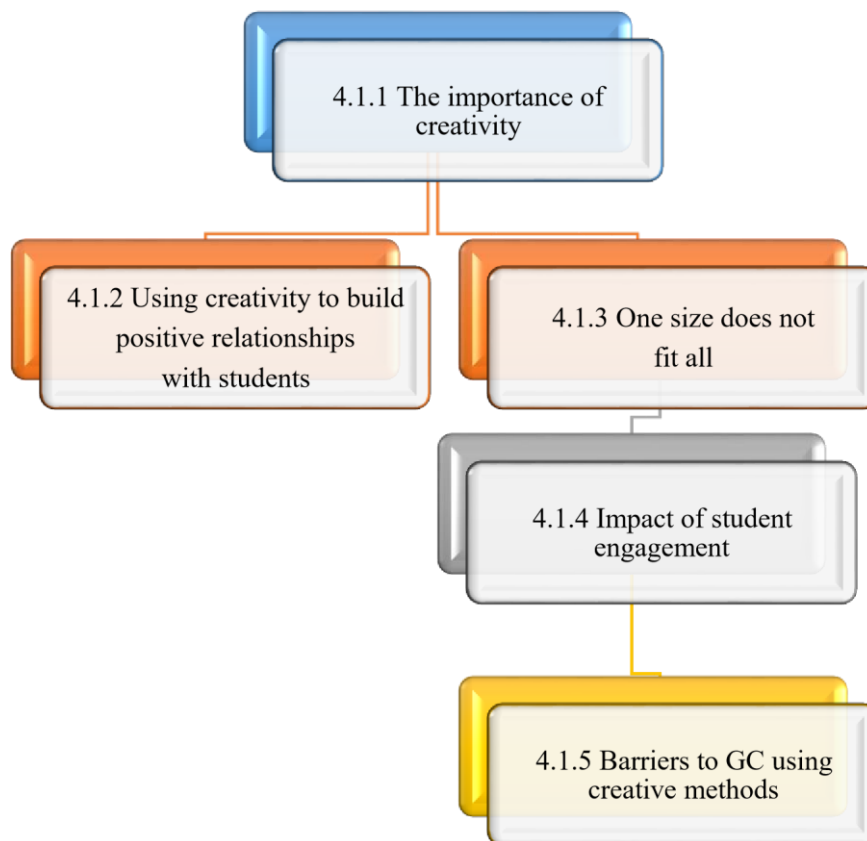 4.1.1 The importance of
creativity
4.1.2 Using creativity to build
positive relationships
with students
4.1.3 One size does not
fit all
4.1.4 Impact of student
engagement
4.1.5 Barriers to GC using
creative methods